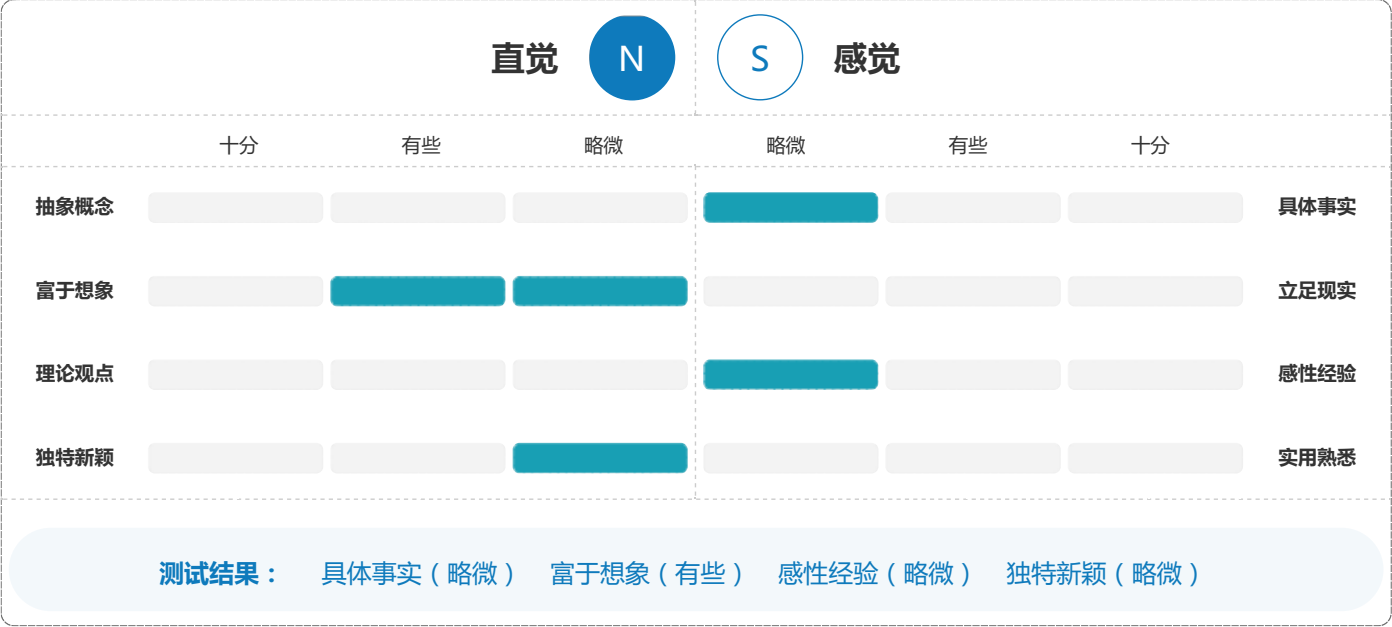 直觉 N S 感觉
十分 有些 略微 略微 有些 十分
抽象概念 具体事实
富于想象 立足现实
理论观点 感性经验
独特新颖 实用熟悉
测试结果： 具体事实（略微） 富于想象（有些） 感性经验（略微） 独特新颖（略微）